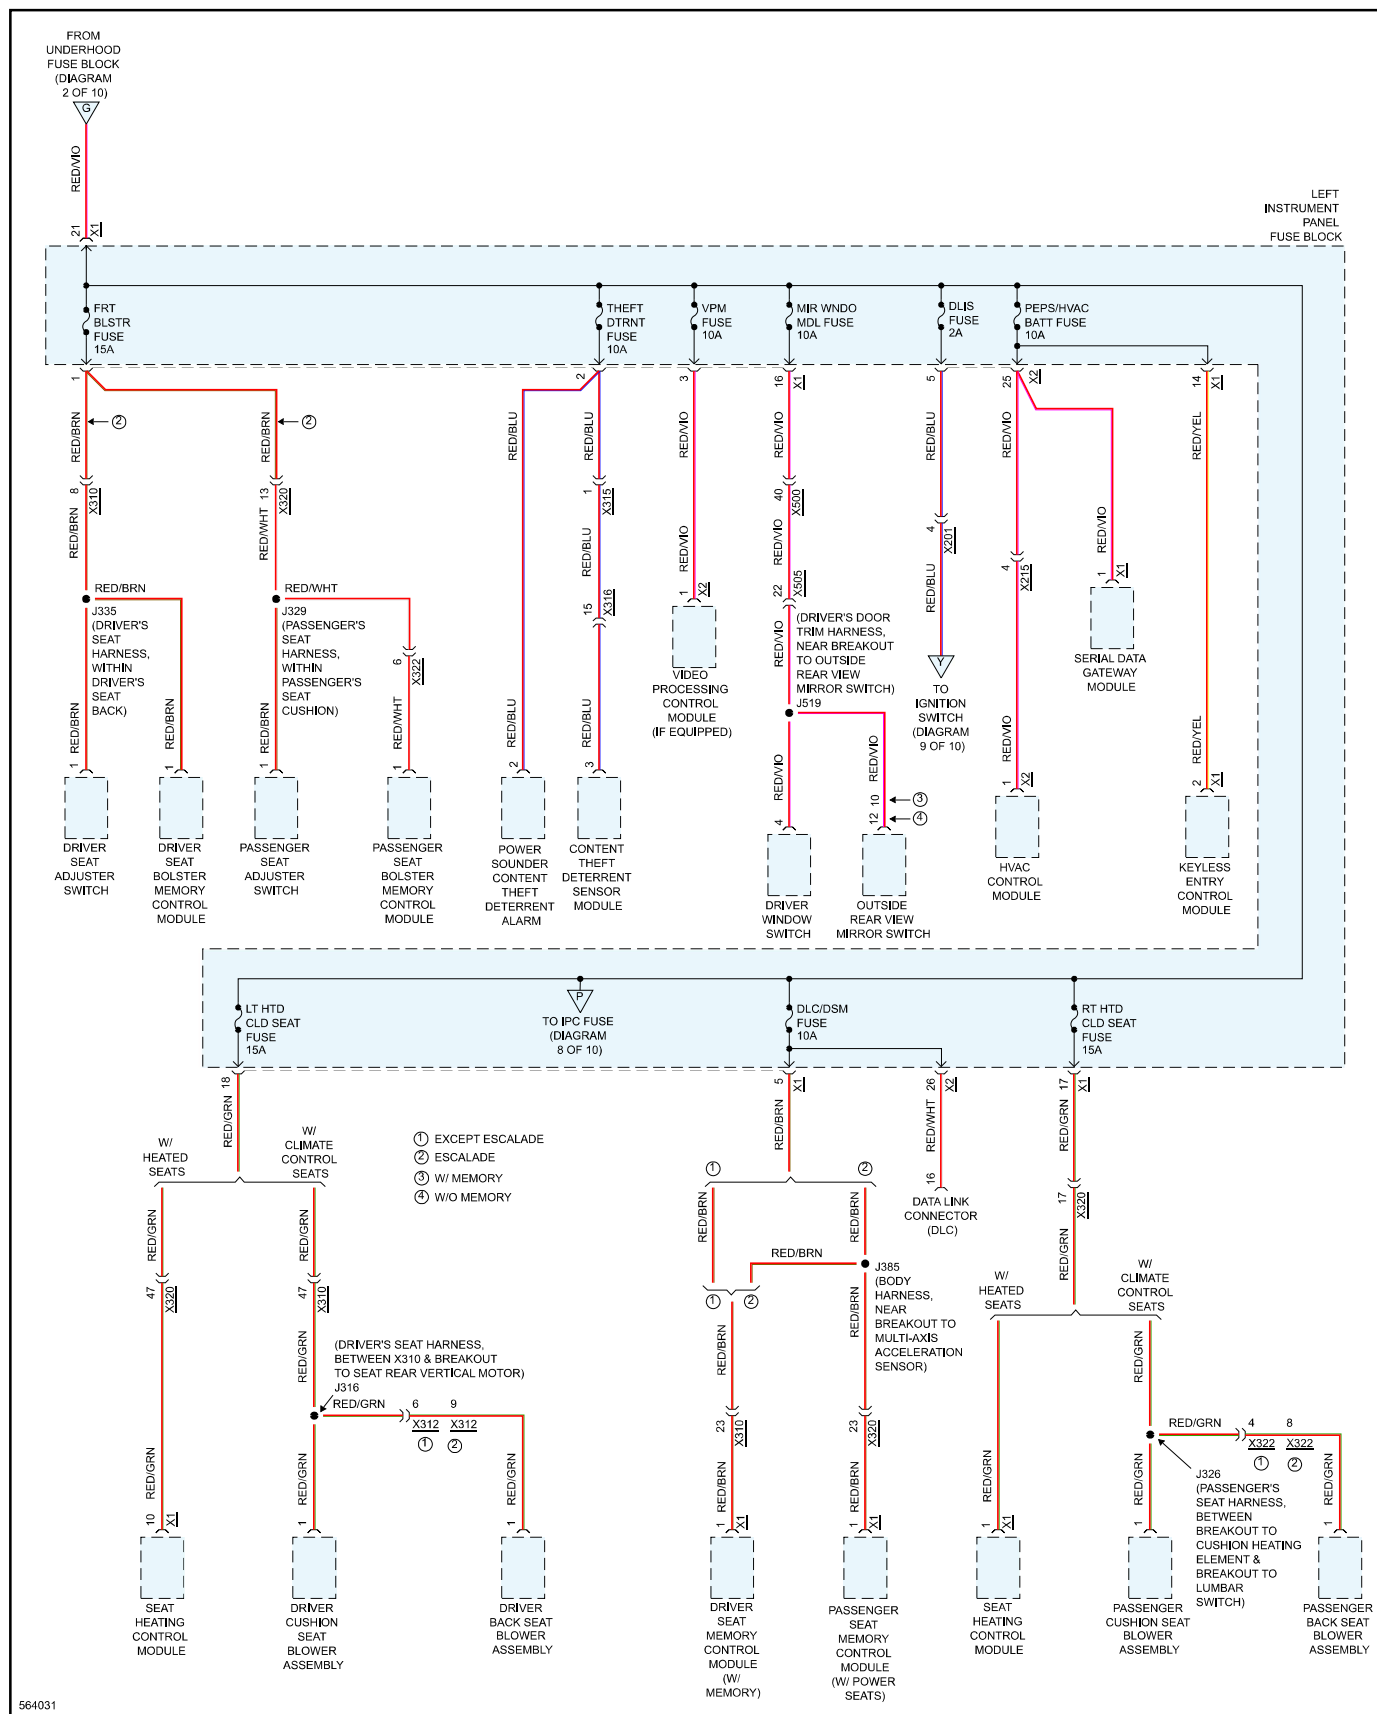 FROM
UNDERHOOD
FUSE BLOCK
(DIAGRAM
2 OF 10)
G
RED/VIO
21
X1
LEFT
INSTRUMENT
PANEL
FUSE BLOCK
FRT
BLSTR
FUSE
15A
THEFT
DTRNT
FUSE
10A
VPM
FUSE
10A
MIR WNDO
MDL FUSE
10A
DLIS
FUSE
2A
PEPS/HVAC
BATT FUSE
10A
1
2
3
16
X1
5
25
X2
14
X1
RED/BRN
2
RED/BRN
2
RED/BLU
RED/BLU
RED/VIO
RED/VIO
RED/BLU
RED/VIO
RED/YEL
8
X310
13
X320
1
X315
40
X500
4
X201
4
X215
RED/VIO
1
X1
SERIAL DATA
GATEWAY
MODULE
RED/BRN
RED/WHT
RED/BLU
RED/VIO
RED/VIO
RED/BLU
RED/BRN
J335
(DRIVER'S
SEAT
HARNESS,
WITHIN
DRIVER'S
SEAT
BACK)
RED/WHT
J329
(PASSENGER'S
SEAT
HARNESS,
WITHIN
PASSENGER'S
SEAT
CUSHION)
6
X322
15
X316
1
X2
VIDEO
PROCESSING
CONTROL
MODULE
(IF EQUIPPED)
22
X505
(DRIVER'S DOOR
TRIM HARNESS,
NEAR BREAKOUT
TO OUTSIDE
REAR VIEW
MIRROR SWITCH)
J519
RED/VIO
Y
TO
IGNITION
SWITCH
(DIAGRAM
9 OF 10)
RED/BRN
RED/BRN
RED/BRN
RED/WHT
RED/BLU
RED/BLU
RED/VIO
RED/VIO
RED/VIO
RED/YEL
1
1
1
1
2
3
4
10
3
12
4
1
X2
2
X1
DRIVER
SEAT
ADJUSTER
SWITCH
DRIVER
SEAT
BOLSTER
MEMORY
CONTROL
MODULE
PASSENGER
SEAT
ADJUSTER
SWITCH
PASSENGER
SEAT
BOLSTER
MEMORY
CONTROL
MODULE
POWER
SOUNDER
CONTENT
THEFT
DETERRENT
ALARM
CONTENT
THEFT
DETERRENT
SENSOR
MODULE
DRIVER
WINDOW
SWITCH
OUTSIDE
REAR VIEW
MIRROR SWITCH
HVAC
CONTROL
MODULE
KEYLESS
ENTRY
CONTROL
MODULE
LT HTD
CLD SEAT
FUSE
15A
P
TO IPC FUSE
(DIAGRAM
8 OF 10)
DLC/DSM
FUSE
10A
RT HTD
CLD SEAT
FUSE
15A
18
5
X1
26
X2
17
X1
RED/GRN
RED/BRN
RED/WHT
RED/GRN
W/
HEATED
SEATS
W/
CLIMATE
CONTROL
SEATS
1 EXCEPT ESCALADE
2 ESCALADE
3 W/ MEMORY
4 W/O MEMORY
1
2
16
DATA LINK
CONNECTOR
(DLC)
17
X320
RED/GRN
RED/GRN
RED/BRN
RED/BRN
RED/GRN
47
X320
47
X310
RED/BRN
J385
(BODY
HARNESS,
NEAR
BREAKOUT TO
MULTI-AXIS
ACCELERATION
SENSOR)
1
2
W/
HEATED
SEATS
W/
CLIMATE
CONTROL
SEATS
RED/GRN
(DRIVER'S SEAT HARNESS,
BETWEEN X310 & BREAKOUT
TO SEAT REAR VERTICAL MOTOR)
J316
RED/GRN
6
X312
1
9
X312
2
RED/BRN
RED/BRN
23
X310
23
X320
RED/GRN
RED/GRN
4
X322
1
8
X322
2
J326
(PASSENGER'S
SEAT HARNESS,
BETWEEN
BREAKOUT TO
CUSHION HEATING
ELEMENT &
BREAKOUT TO
LUMBAR
SWITCH)
RED/GRN
RED/GRN
RED/GRN
RED/BRN
RED/BRN
RED/GRN
RED/GRN
RED/GRN
10
X1
1
1
1
X1
1
X1
1
X1
1
1
SEAT
HEATING
CONTROL
MODULE
DRIVER
CUSHION
SEAT
BLOWER
ASSEMBLY
DRIVER
BACK SEAT
BLOWER
ASSEMBLY
DRIVER
SEAT
MEMORY
CONTROL
MODULE
(W/
MEMORY)
PASSENGER
SEAT
MEMORY
CONTROL
MODULE
(W/ POWER
SEATS)
SEAT
HEATING
CONTROL
MODULE
PASSENGER
CUSHION SEAT
BLOWER
ASSEMBLY
PASSENGER
BACK SEAT
BLOWER
ASSEMBLY
564031